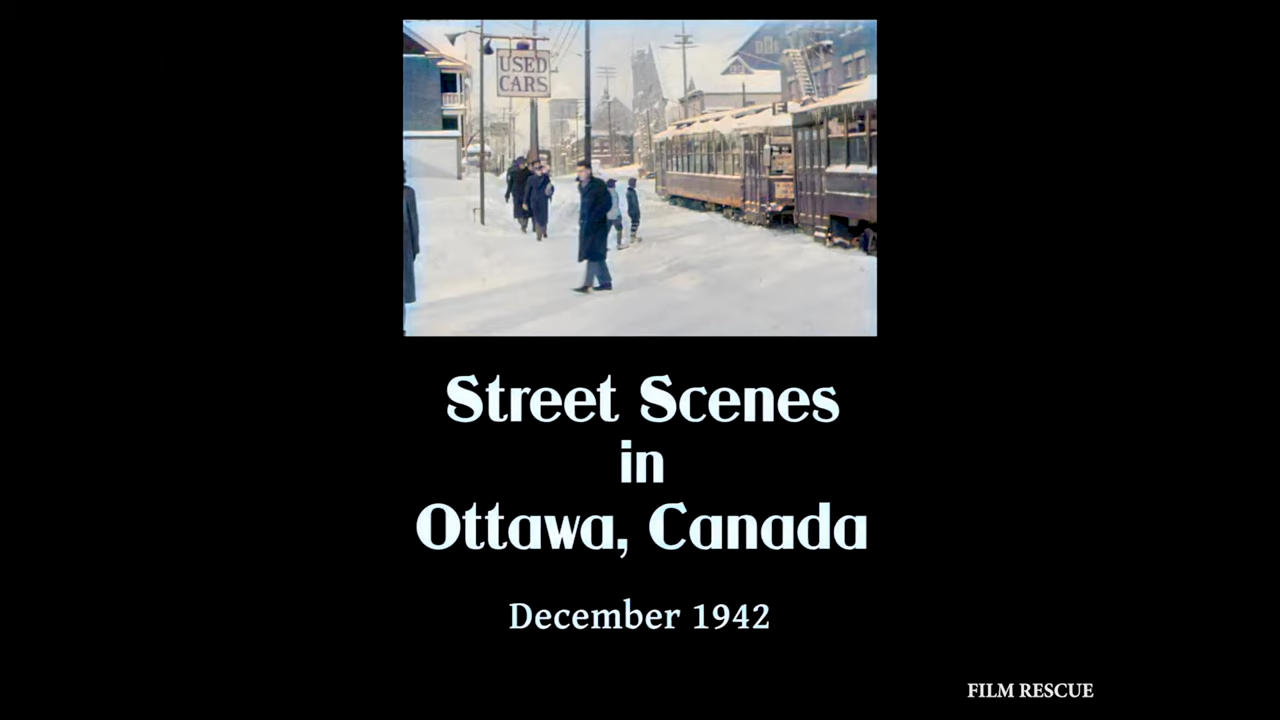 USED
CARS
Street Scenes
in
Ottawa, Canada
December 1942
FILM RESCUE